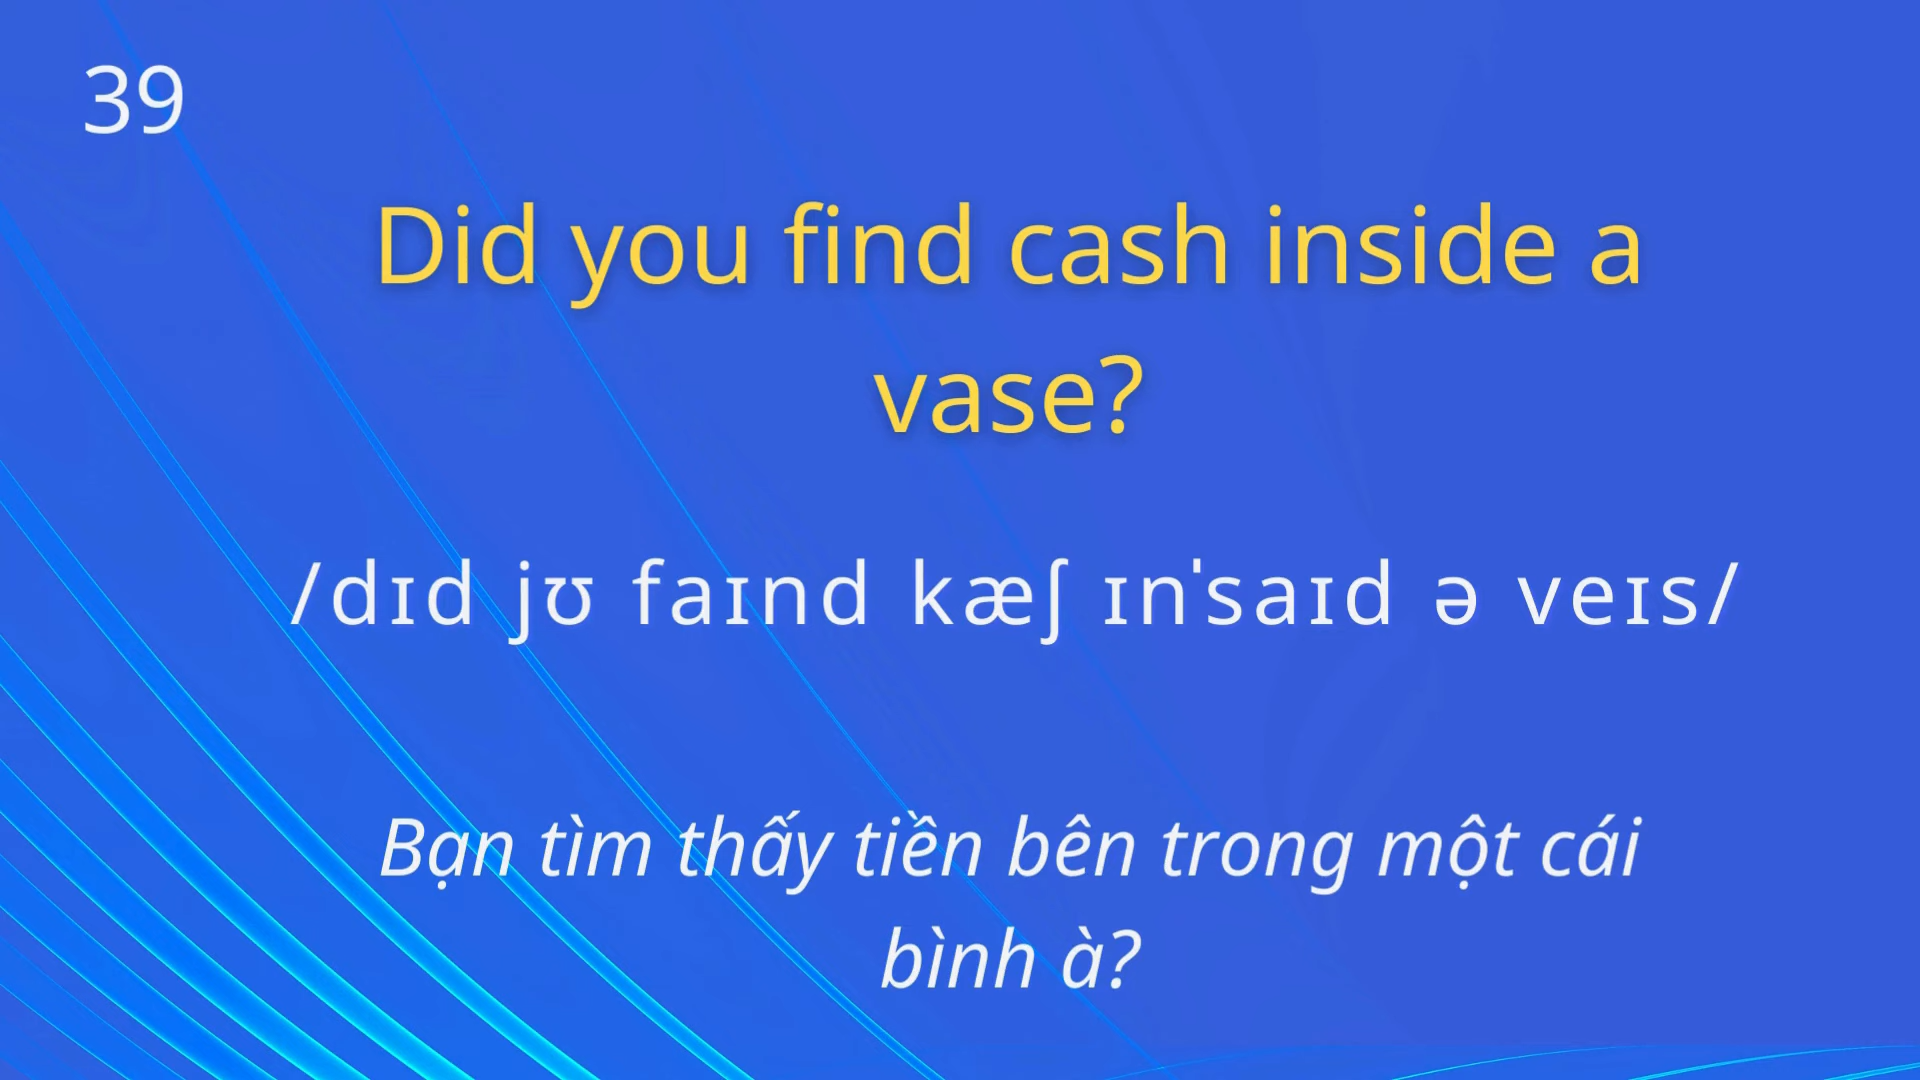 39
Did you find cash inside a
vase?
/dɪd jʊ faɪnd kæʃ ɪnˈsaɪd ə veɪs/
Bạn tìm thấy tiền bên trong một cái
bình à?